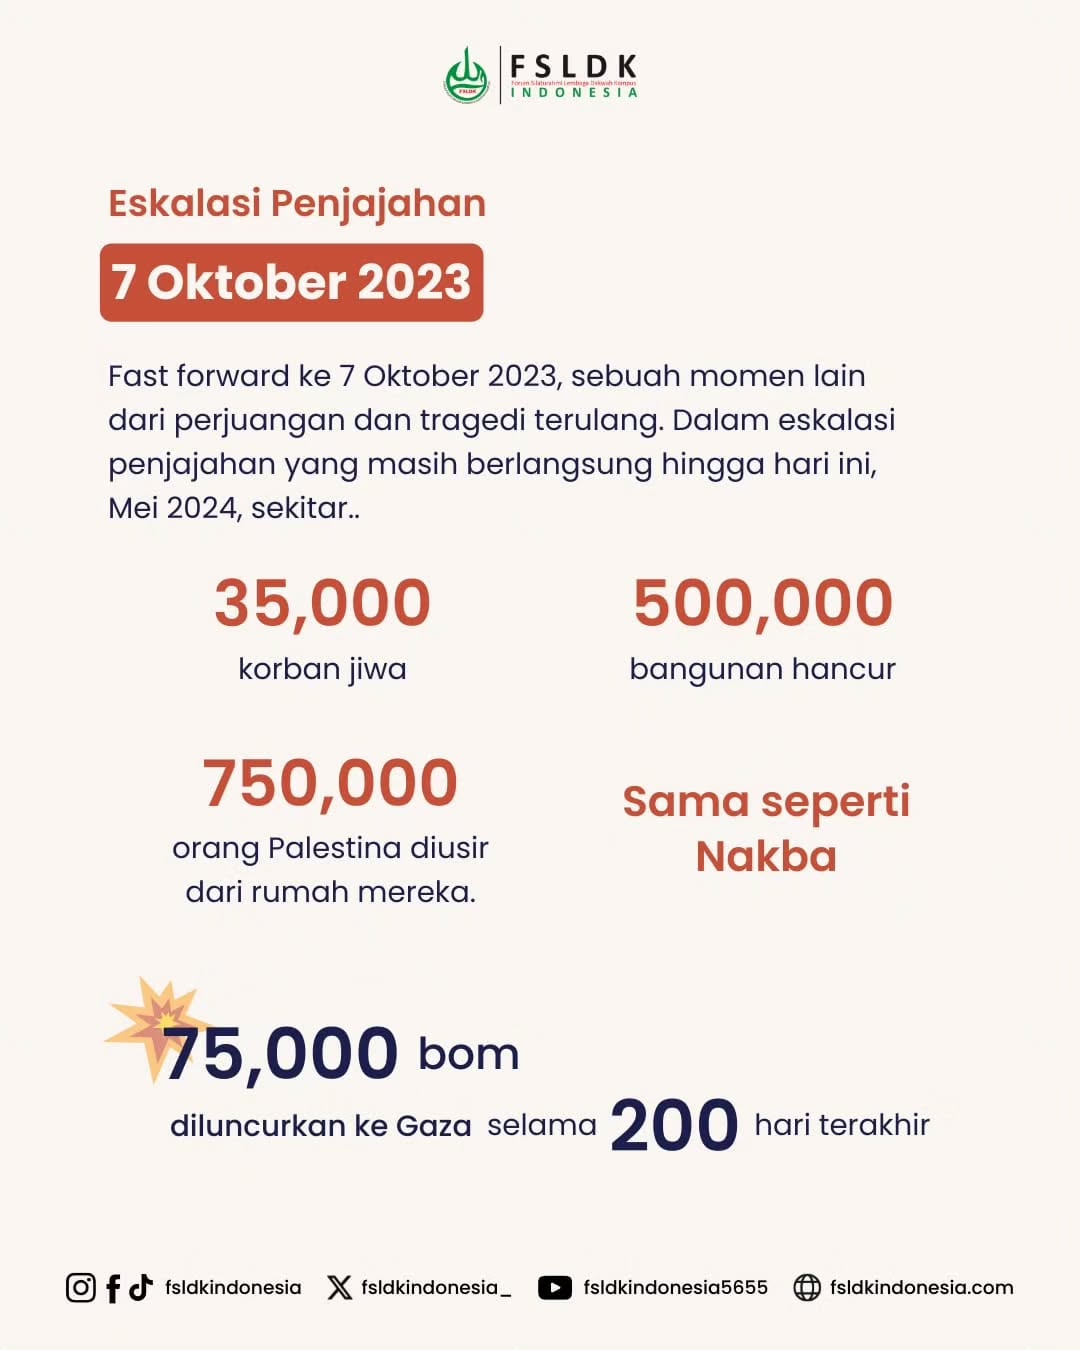 FSLDK
Forum Silaturahmi Lembaga Dakwah Kampus
INDONESIA
FSLDK
Eskalasi Penjajahan
7 Oktober 2023
Fast forward ke 7 Oktober 2023, sebuah momen lain
dari perjuangan dan tragedi terulang. Dalam eskalasi
penjajahan yang masih berlangsung hingga hari ini,
Mei 2024, sekitar..
35,000
korban jiwa
500,000
bangunan hancur
750,000
orang Palestina diusir
dari rumah mereka.
Sama seperti
Nakba
75,000 bom
diluncurkan ke Gaza selama 200 hari terakhir
fsldkindonesia fsldkindonesia_ fsldkindonesia5655 fsldkindonesia.com